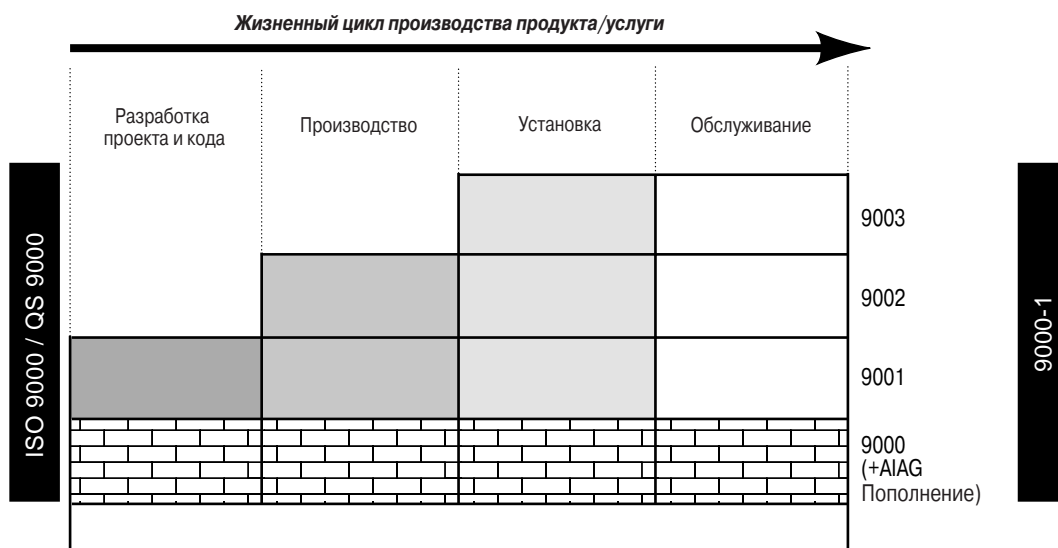 Жизненный цикл производства продукта/услуги
Разработка
проекта и кода
Производство
Установка
Обслуживание
ISO 9000 / QS 9000
9003
9002
9001
9000
(+AIAG
Пополнение)
9000-1